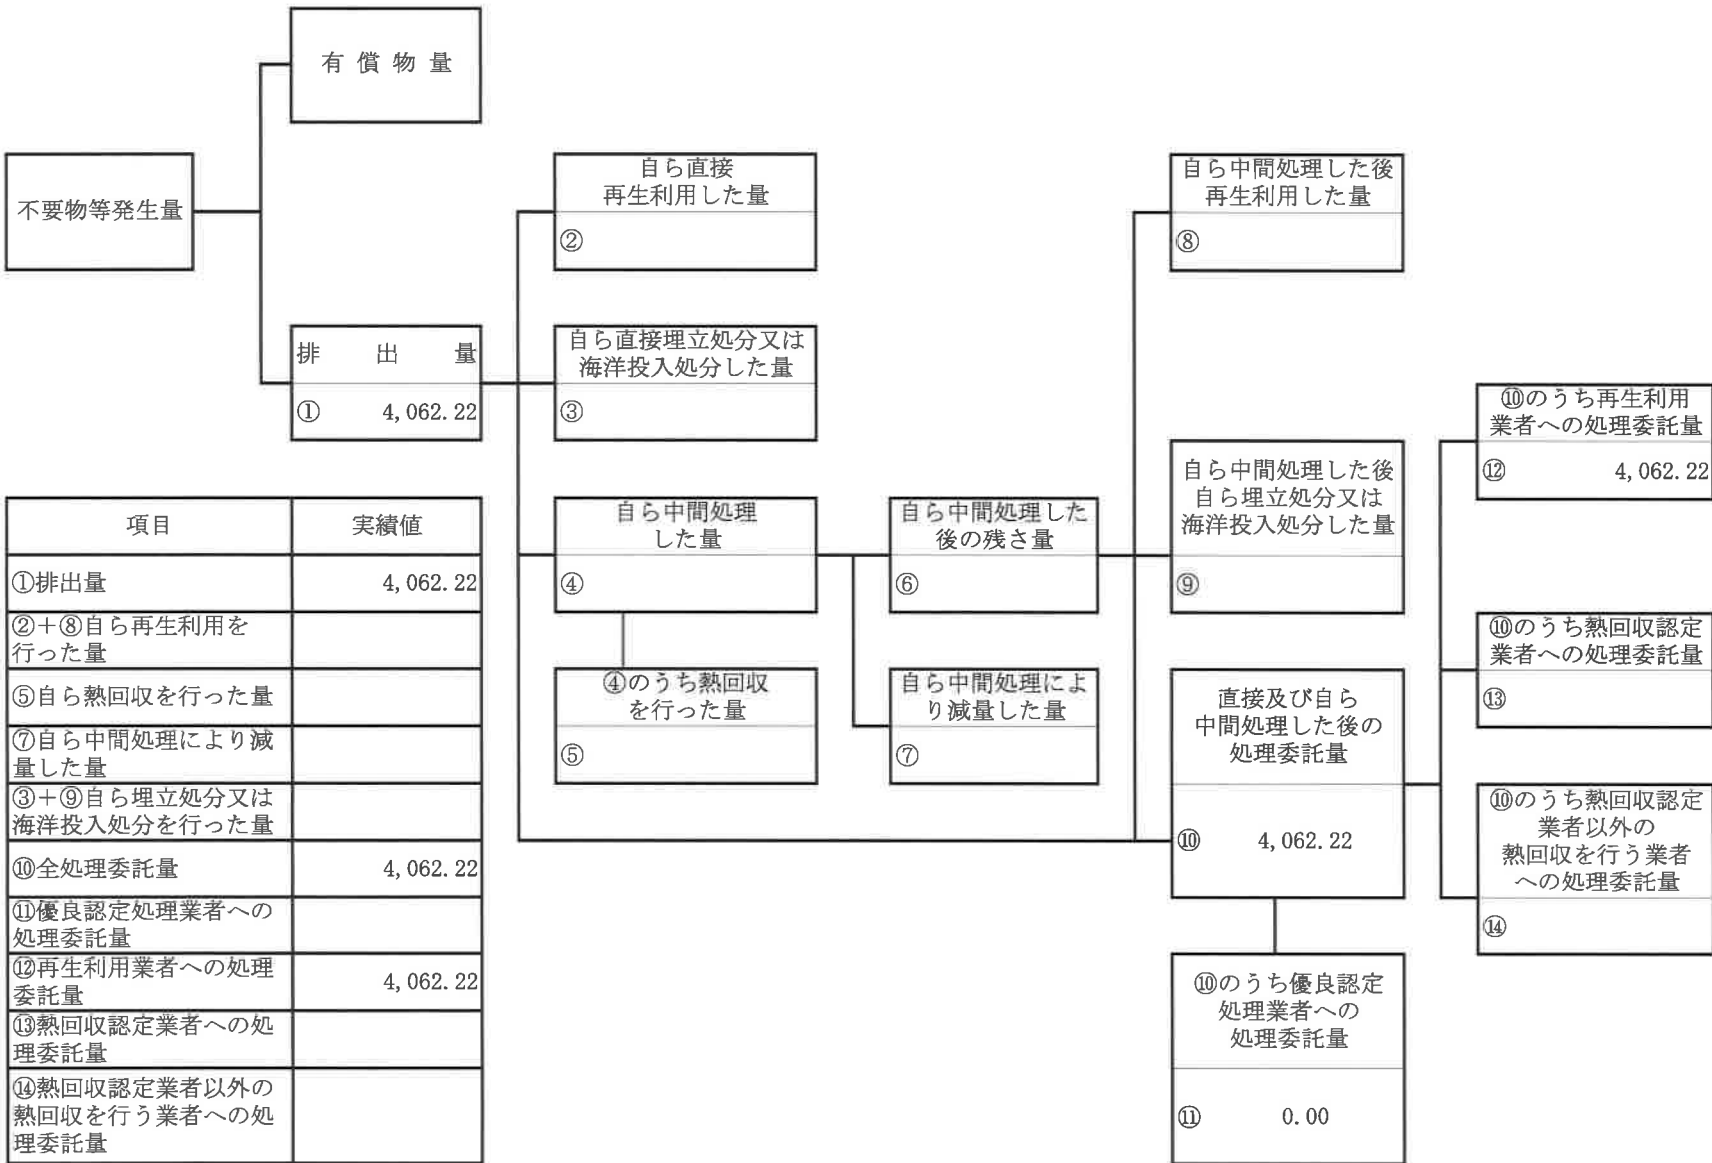 有償物量
不要物等発生量
自ら直接
再生利用した量
②
自ら中間処理した後
再生利用した量
⑧
排出量
① 4,062.22
自ら直接埋立処分又は
海洋投入処分した量
③
⑩のうち再生利用
業者への処理委託量
⑫ 4,062.22
自ら中間処理
した量
④
自ら中間処理した
後の残さ量
⑥
自ら中間処理した後
自ら埋立処分又は
海洋投入処分した量
⑨
⑩のうち熱回収認定
業者への処理委託量
⑬
④のうち熱回収
を行った量
⑤
自ら中間処理によ
り減量した量
⑦
直接及び自ら
中間処理した後の
処理委託量
⑩ 4,062.22
⑩のうち熱回収認定
業者以外の
熱回収を行う業者
への処理委託量
⑭
⑩のうち優良認定
処理業者への
処理委託量
⑪ 0.00
項目 実績値
①排出量 4,062.22
②+⑧自ら再生利用を
行った量
⑤自ら熱回収を行った量
⑦自ら中間処理により減
量した量
③+⑨自ら埋立処分又は
海洋投入処分を行った量
⑩全処理委託量 4,062.22
⑪優良認定処理業者への
処理委託量
⑫再生利用業者への処理
委託量 4,062.22
⑬熱回収認定業者への処
理委託量
⑭熱回収認定業者以外の
熱回収を行う業者への処
理委託量